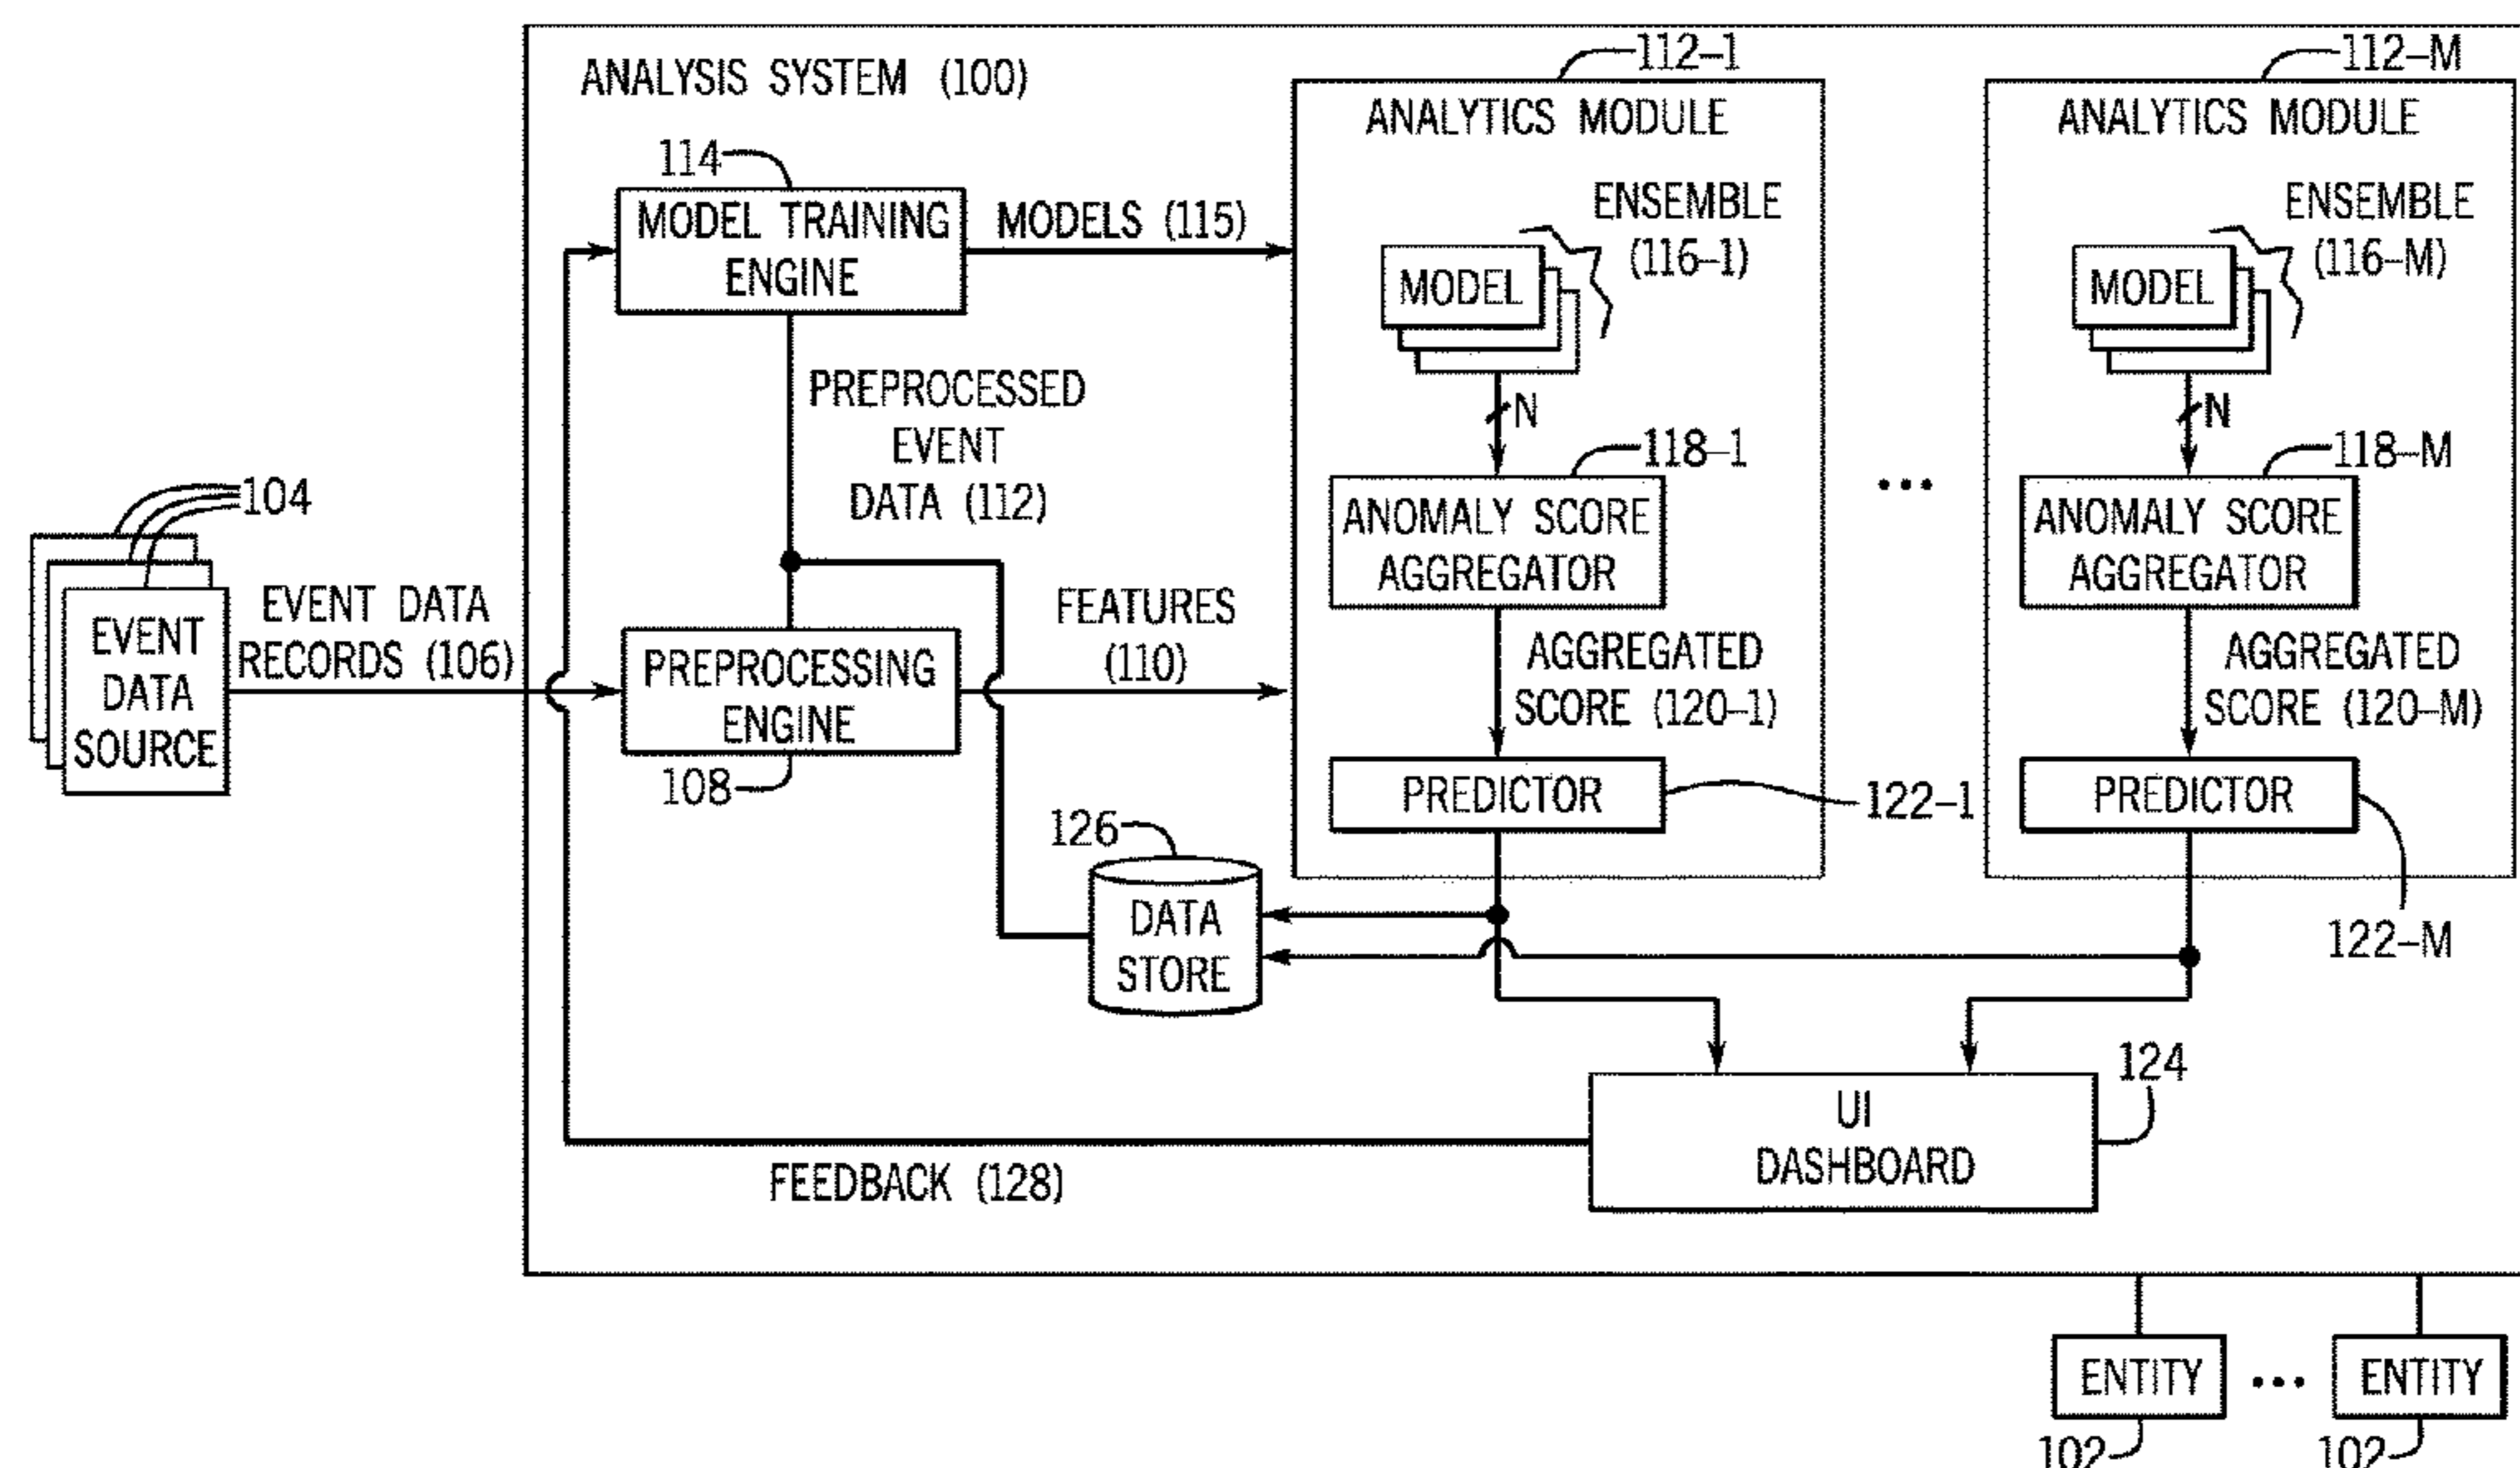 ANALYSIS SYSTEM (100)
112-1
112-M
ANALYTICS MODULE
ANALYTICS MODULE
114
MODEL TRAINING
ENGINE
MODELS (115)
ENSEMBLE
(116-1)
MODEL
N
ENSEMBLE
(116-M)
MODEL
N
PREPROCESSED
EVENT
DATA (112)
118-1
ANOMALY SCORE
AGGREGATOR
...
118-M
ANOMALY SCORE
AGGREGATOR
104
EVENT
DATA
SOURCE
EVENT DATA
RECORDS (106)
PREPROCESSING
ENGINE
108
FEATURES
(110)
AGGREGATED
SCORE (120-1)
AGGREGATED
SCORE (120-M)
PREDICTOR
122-1
PREDICTOR
122-M
126
DATA
STORE
124
UI
DASHBOARD
FEEDBACK (128)
ENTITY
...
ENTITY
102
102